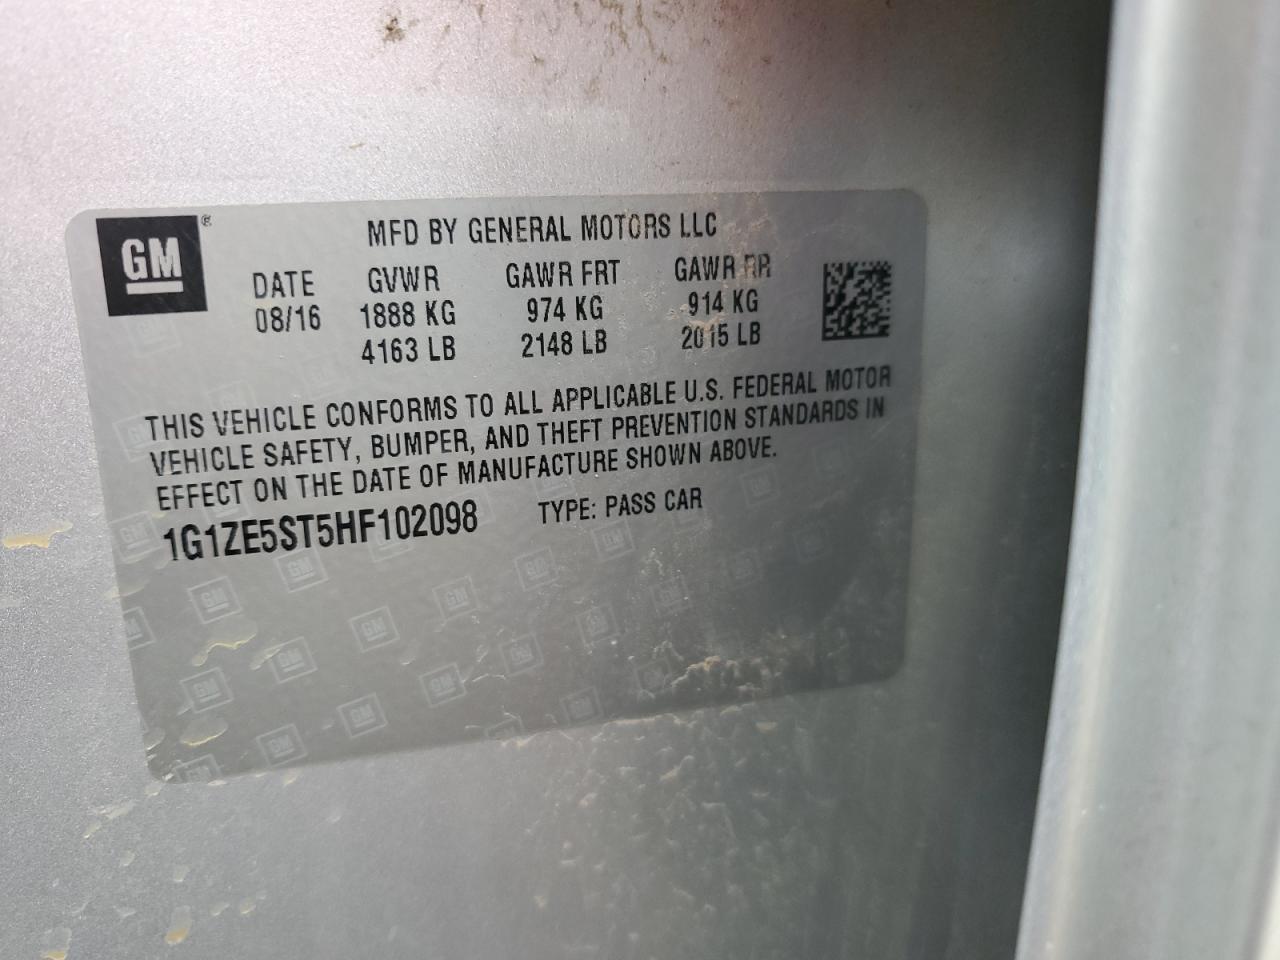 GM ®
MFD BY GENERAL MOTORS LLC
DATE GVWR GAWR FRT GAWR RR
08/16 1888 KG 974 KG 914 KG
4163 LB 2148 LB 2015 LB
THIS VEHICLE CONFORMS TO ALL APPLICABLE U.S. FEDERAL MOTOR
VEHICLE SAFETY, BUMPER, AND THEFT PREVENTION STANDARDS IN
EFFECT ON THE DATE OF MANUFACTURE SHOWN ABOVE.
1G1ZE5ST5HF102098 TYPE: PASS CAR